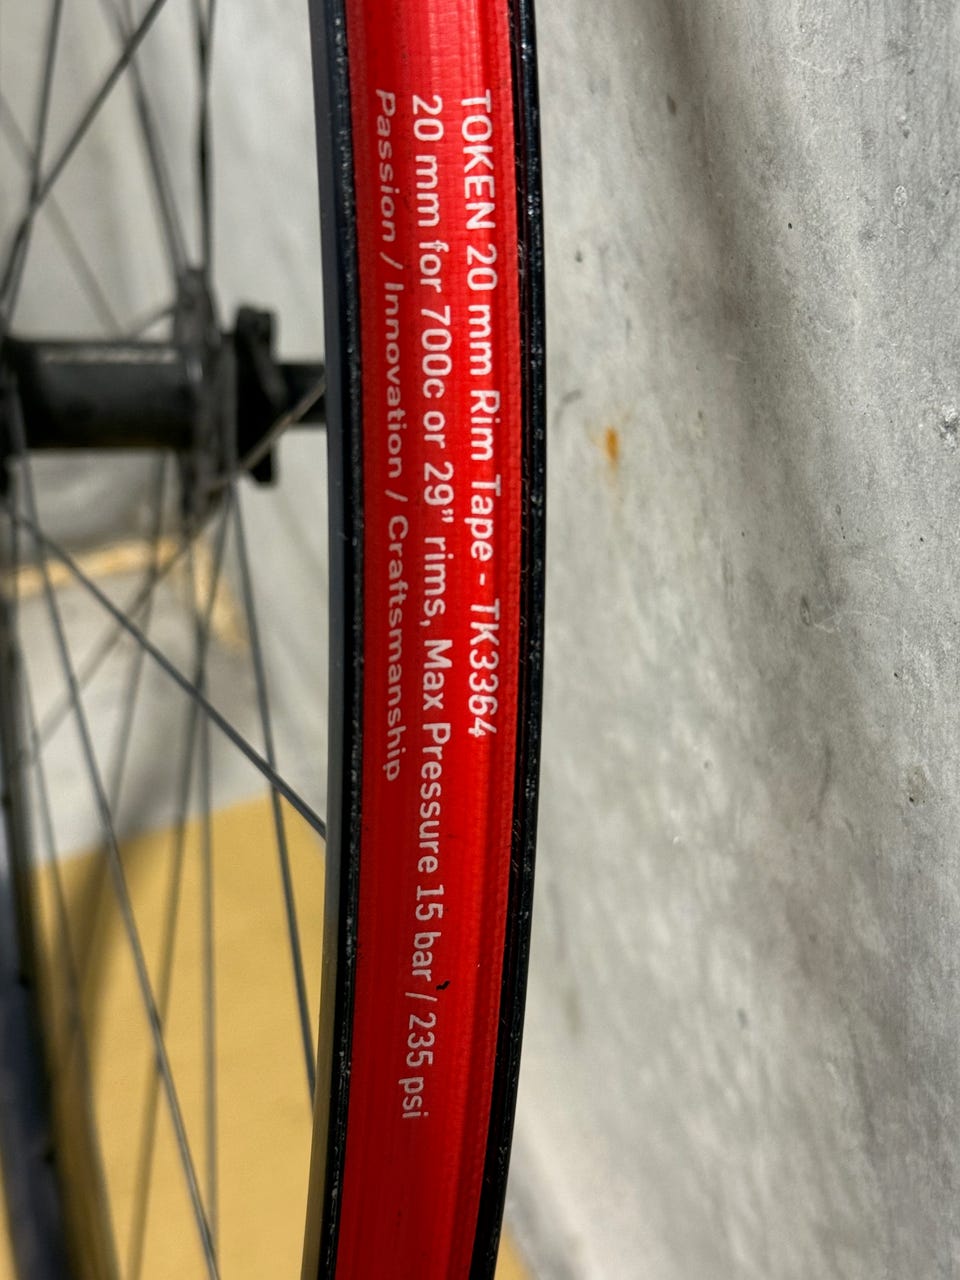 TOKEN 20 mm Rim Tape - TK3364
20 mm for 700c or 29" rims, Max Pressure 15 bar / 235 psi
Passion / Innovation / Craftsmanship